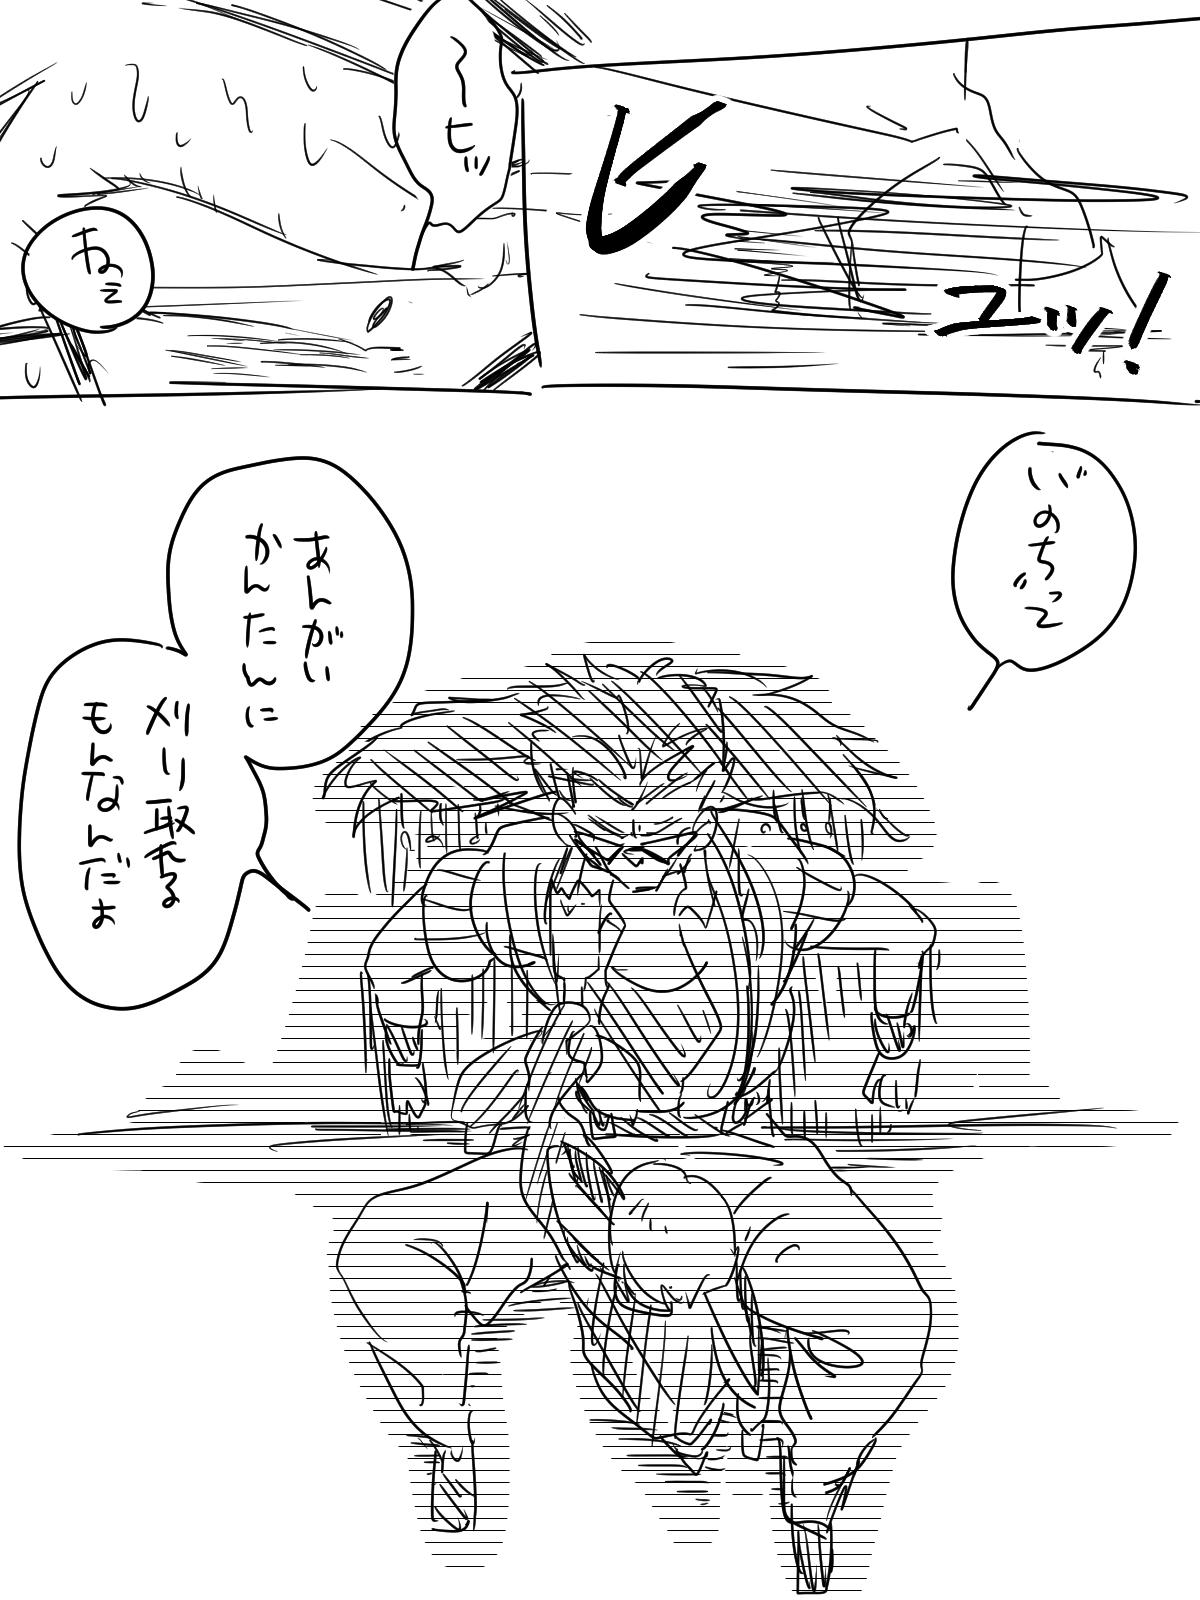 ビュッ!
〜ヒッ
ねぇ
いのちって
あんがい
かんたんに
刈り取れる
もんなんだよ